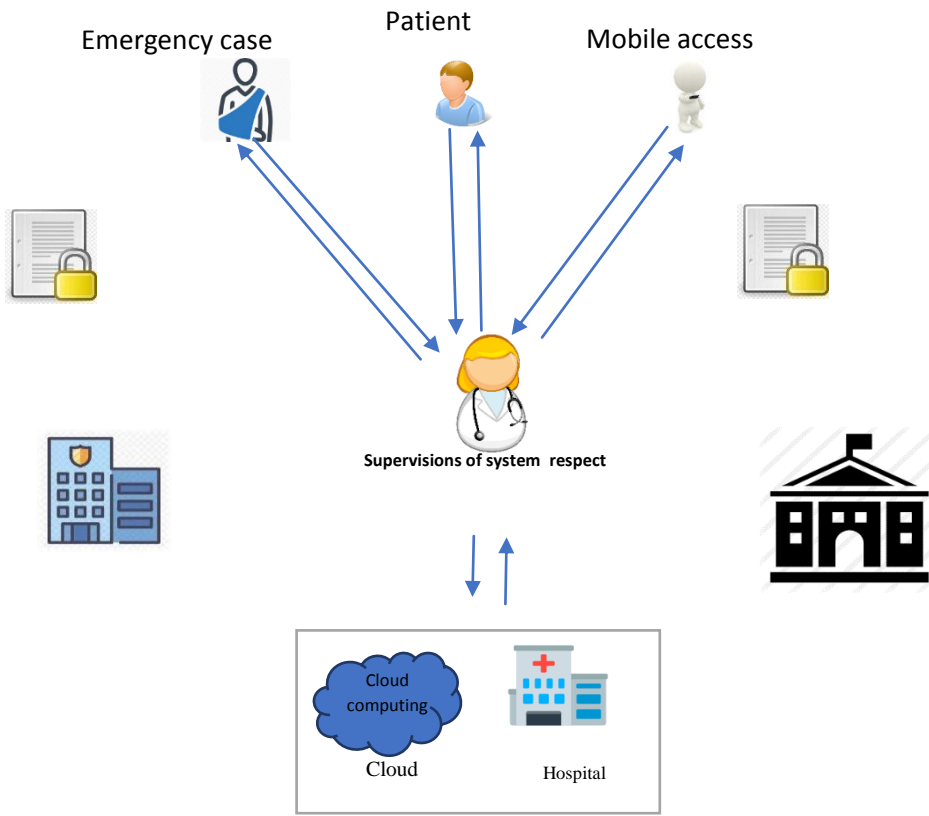 Patient
Emergency case
Mobile access
Supervisions of system respect
Cloud
computing
Cloud
Hospital